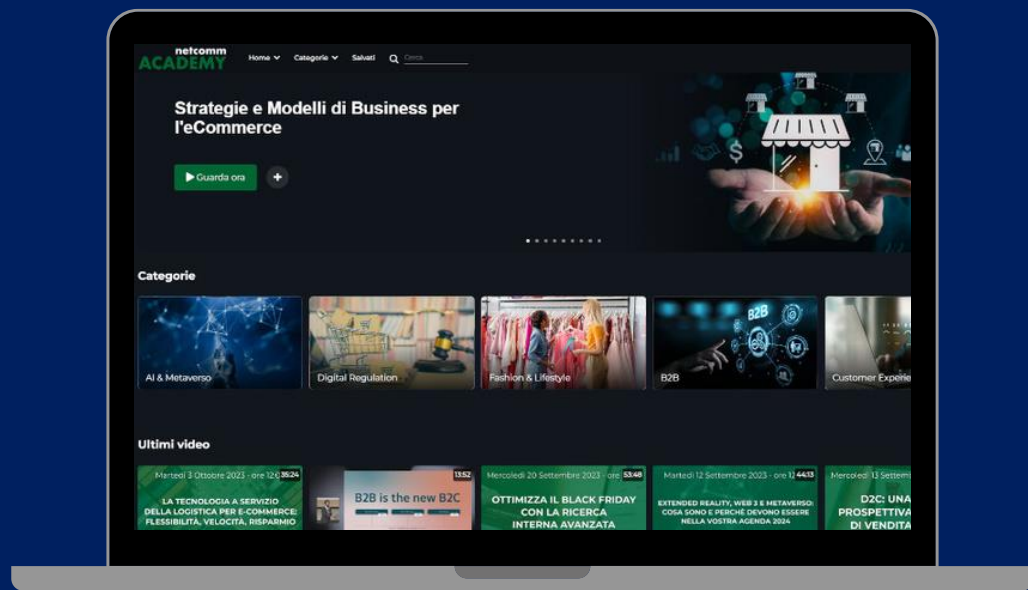 netcomm
ACADEMY
Home
Categorie
Salvati
Cerca
Strategie e Modelli di Business per
l'eCommerce
Guarda ora
Categorie
AI & Metaverso
Digital Regulation
Fashion & Lifestyle
B2B
B2B
Customer Experie
Ultimi video
Martedì 3 Ottobre 2023 - ore 12:
35:24
LA TECNOLOGIA A SERVIZIO
DELLA LOGISTICA PER E-COMMERCE:
FLESSIBILITÀ, VELOCITÀ, RISPARMIO
13:52
B2B is the new B2C
Mercoledì 20 Settembre 2023 - ore
53:48
OTTIMIZZA IL BLACK FRIDAY
CON LA RICERCA
INTERNA AVANZATA
Martedì 12 Settembre 2023 - ore 1
44:13
EXTENDED REALITY, WEB 3 E METAVERSO:
COSA SONO E PERCHÉ DEVONO ESSERE
NELLA VOSTRA AGENDA 2024
Mercoledì 13 Settem
D2C: UNA
PROSPETTIVA
DI VENDITA